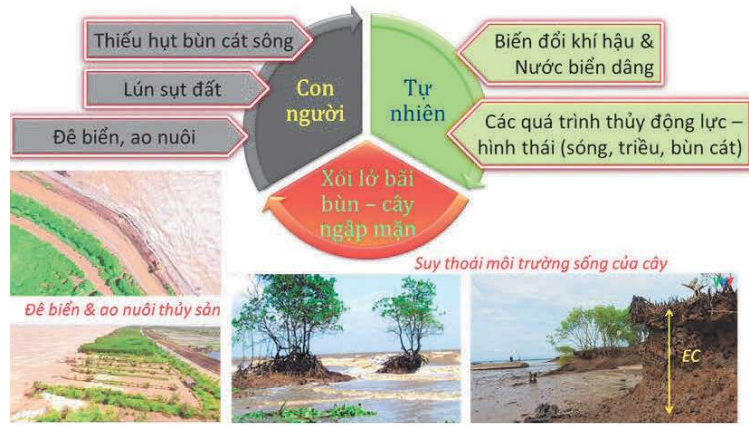 Thiếu hụt bùn cát sông
Lún sụt đất
Đê biển, ao nuôi
Con
người
Tự
nhiên
Biến đổi khí hậu &
Nước biển dâng
Các quá trình thủy động lực –
hình thái (sóng, triều, bùn cát)
Xói lở bãi
bùn – cây
ngập mặn
Suy thoái môi trường sống của cây
Đê biển & ao nuôi thủy sản
EC